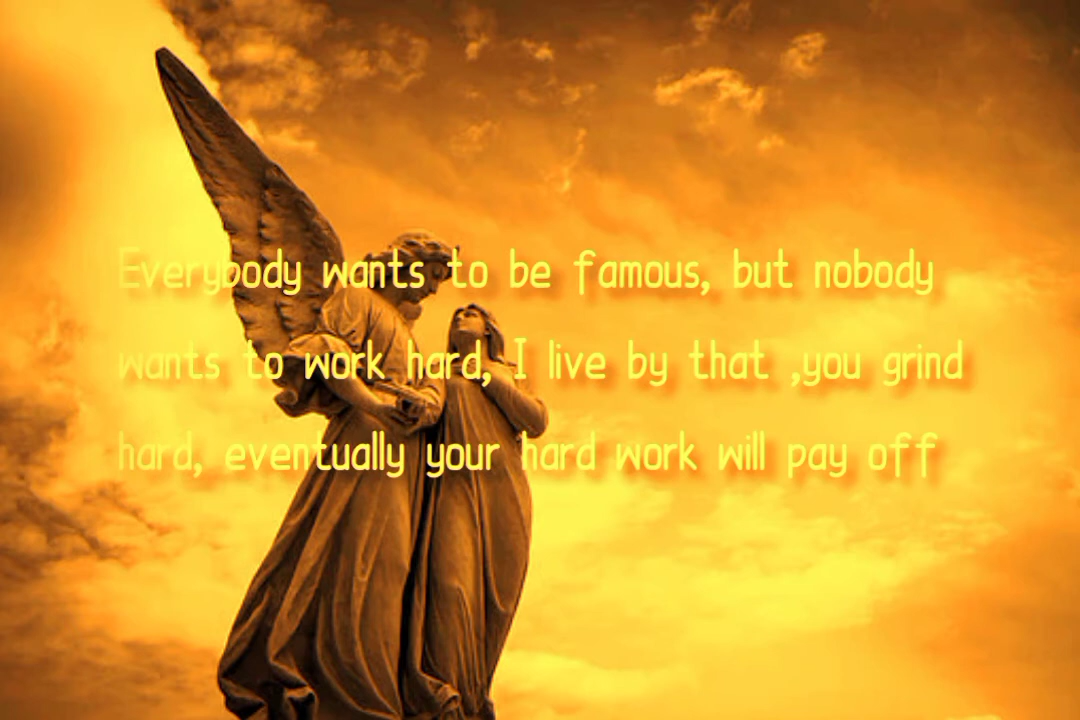 Everybody wants to be famous, but nobody
wants to work hard, I live by that ,you grind
hard, eventually your hard work will pay off